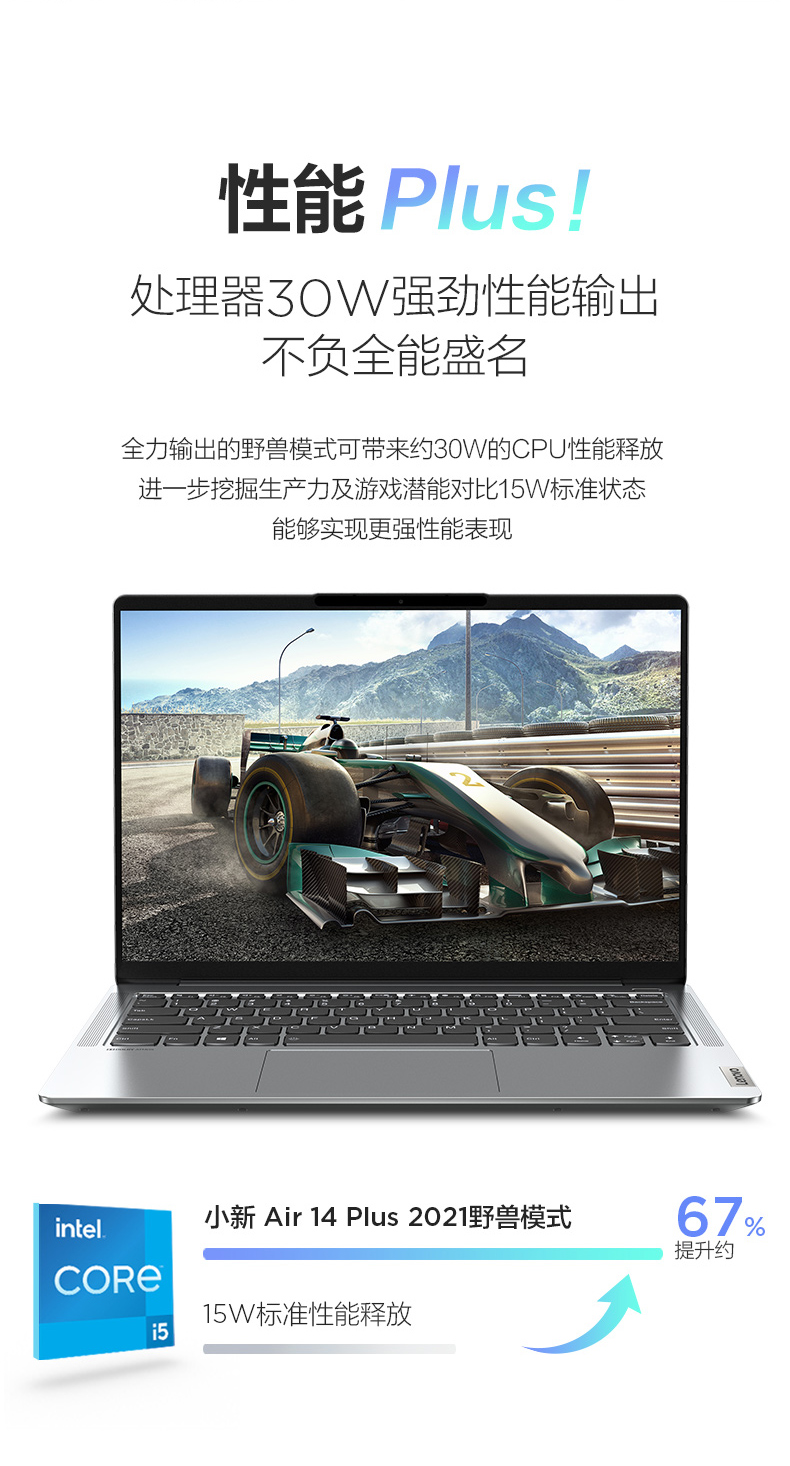 性能 Plus!
处理器30W强劲性能输出
不负全能盛名
全力输出的野兽模式可带来约30W的CPU性能释放
进一步挖掘生产力及游戏潜能对比15W标准状态
能够实现更强性能表现
2
Lenovo
intel.
CORE
i5
小新 Air 14 Plus 2021野兽模式
67%
提升约
15W标准性能释放